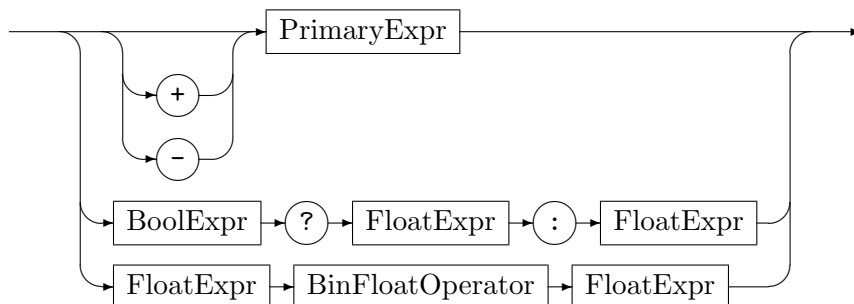 PrimaryExpr
+
-
BoolExpr ? FloatExpr : FloatExpr
FloatExpr BinFloatOperator FloatExpr